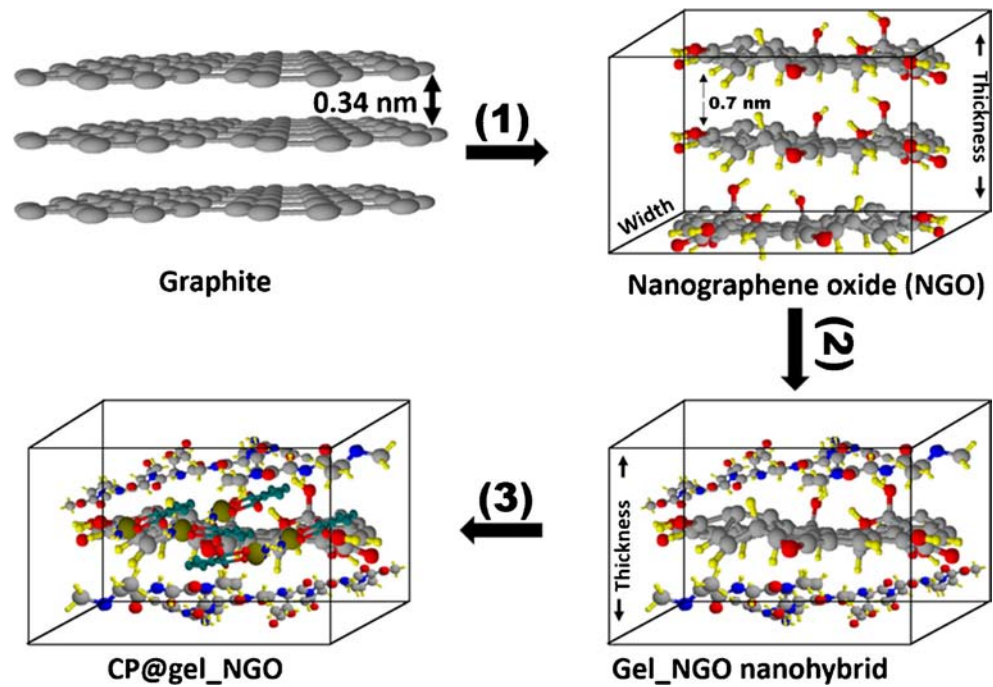 0.34 nm
(1)
0.7 nm
Thickness
Width
Graphite
Nanographene oxide (NGO)
(2)
(3)
Thickness
CP@gel_NGO
Gel_NGO nanohybrid